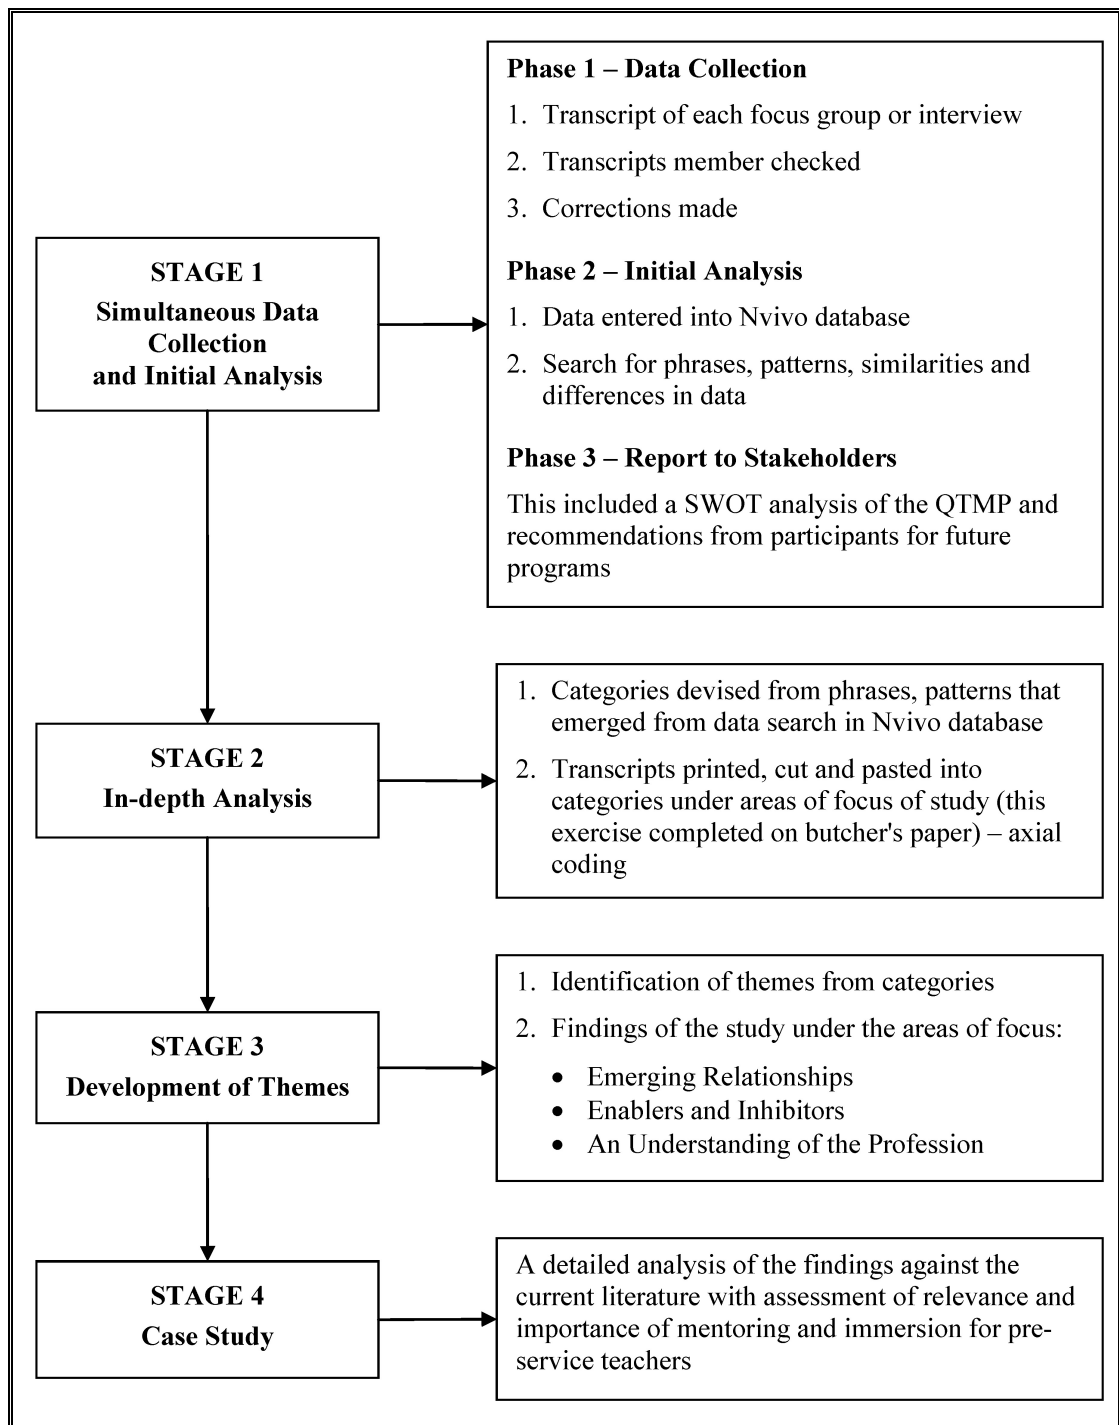 Phase 1 – Data Collection
1. Transcript of each focus group or interview
2. Transcripts member checked
3. Corrections made
STAGE 1
Simultaneous Data
Collection
and Initial Analysis
Phase 2 – Initial Analysis
1. Data entered into Nvivo database
2. Search for phrases, patterns, similarities and
differences in data
Phase 3 – Report to Stakeholders
This included a SWOT analysis of the QTMP and
recommendations from participants for future
programs
STAGE 2
In-depth Analysis
1. Categories devised from phrases, patterns that
emerged from data search in Nvivo database
2. Transcripts printed, cut and pasted into
categories under areas of focus of study (this
exercise completed on butcher's paper) – axial
coding
STAGE 3
Development of Themes
1. Identification of themes from categories
2. Findings of the study under the areas of focus:
• Emerging Relationships
• Enablers and Inhibitors
• An Understanding of the Profession
STAGE 4
Case Study
A detailed analysis of the findings against the
current literature with assessment of relevance and
importance of mentoring and immersion for pre-
service teachers